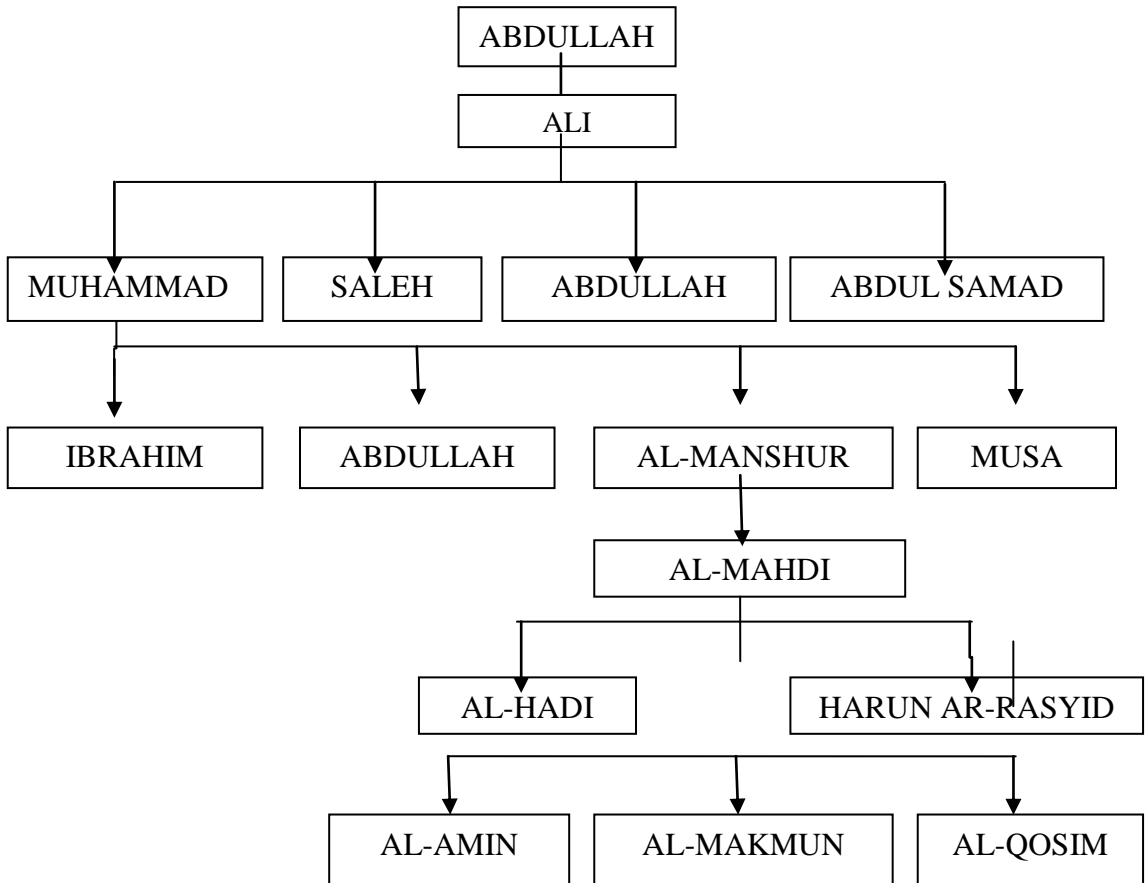 ABDULLAH
ALI
MUHAMMAD SALEH ABDULLAH ABDUL SAMAD
IBRAHIM ABDULLAH AL-MANSHUR MUSA
AL-MAHDI
AL-HADI HARUN AR-RASYID
AL-AMIN AL-MAKMUN AL-QOSIM